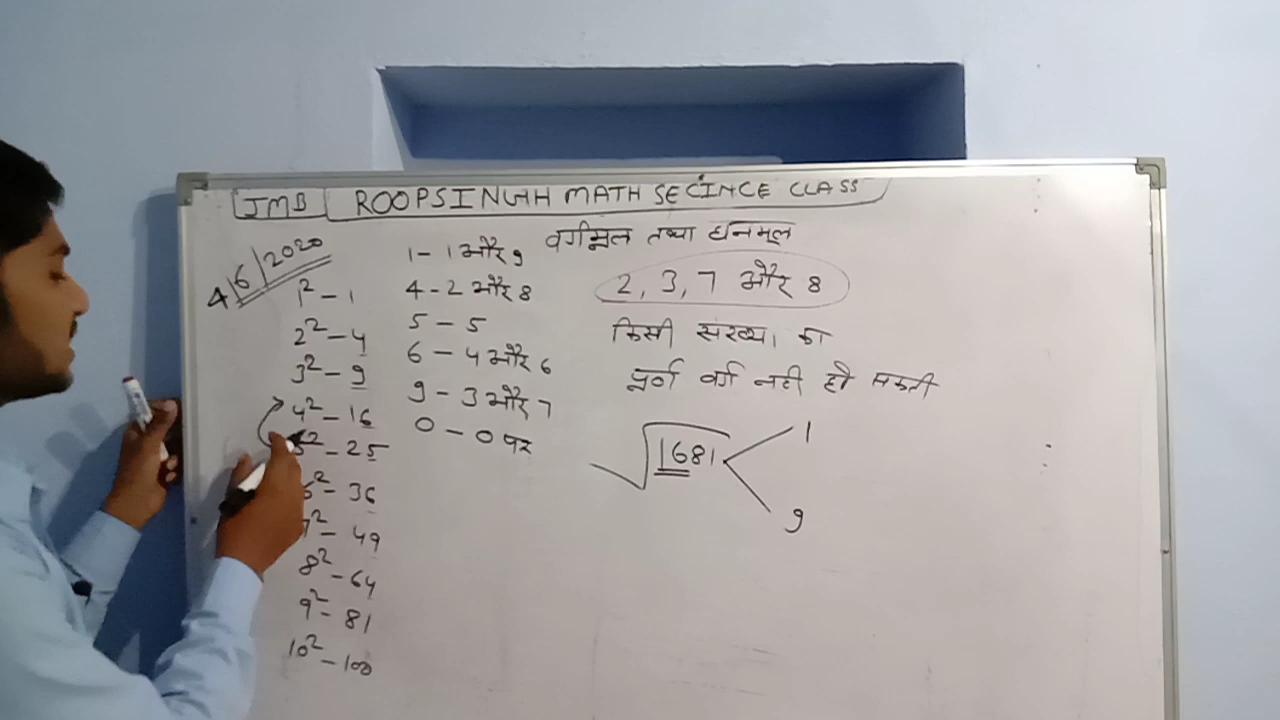 JMB ROOPSINGH MATH SECINCE CLASS
4/6/2020
वर्गमूल तथा घनमूल
1² - 1
2² - 4
3² - 9
4² - 16
5² - 25
6² - 36
7² - 49
8² - 64
9² - 81
10² - 100
1 - 1 और 9
4 - 2 और 8
5 - 5
6 - 4 और 6
9 - 3 और 7
0 - 0 पर
2, 3, 7 और 8
किसी संख्या का
पूर्ण वर्ग नही हो सकती
√1681
1
9